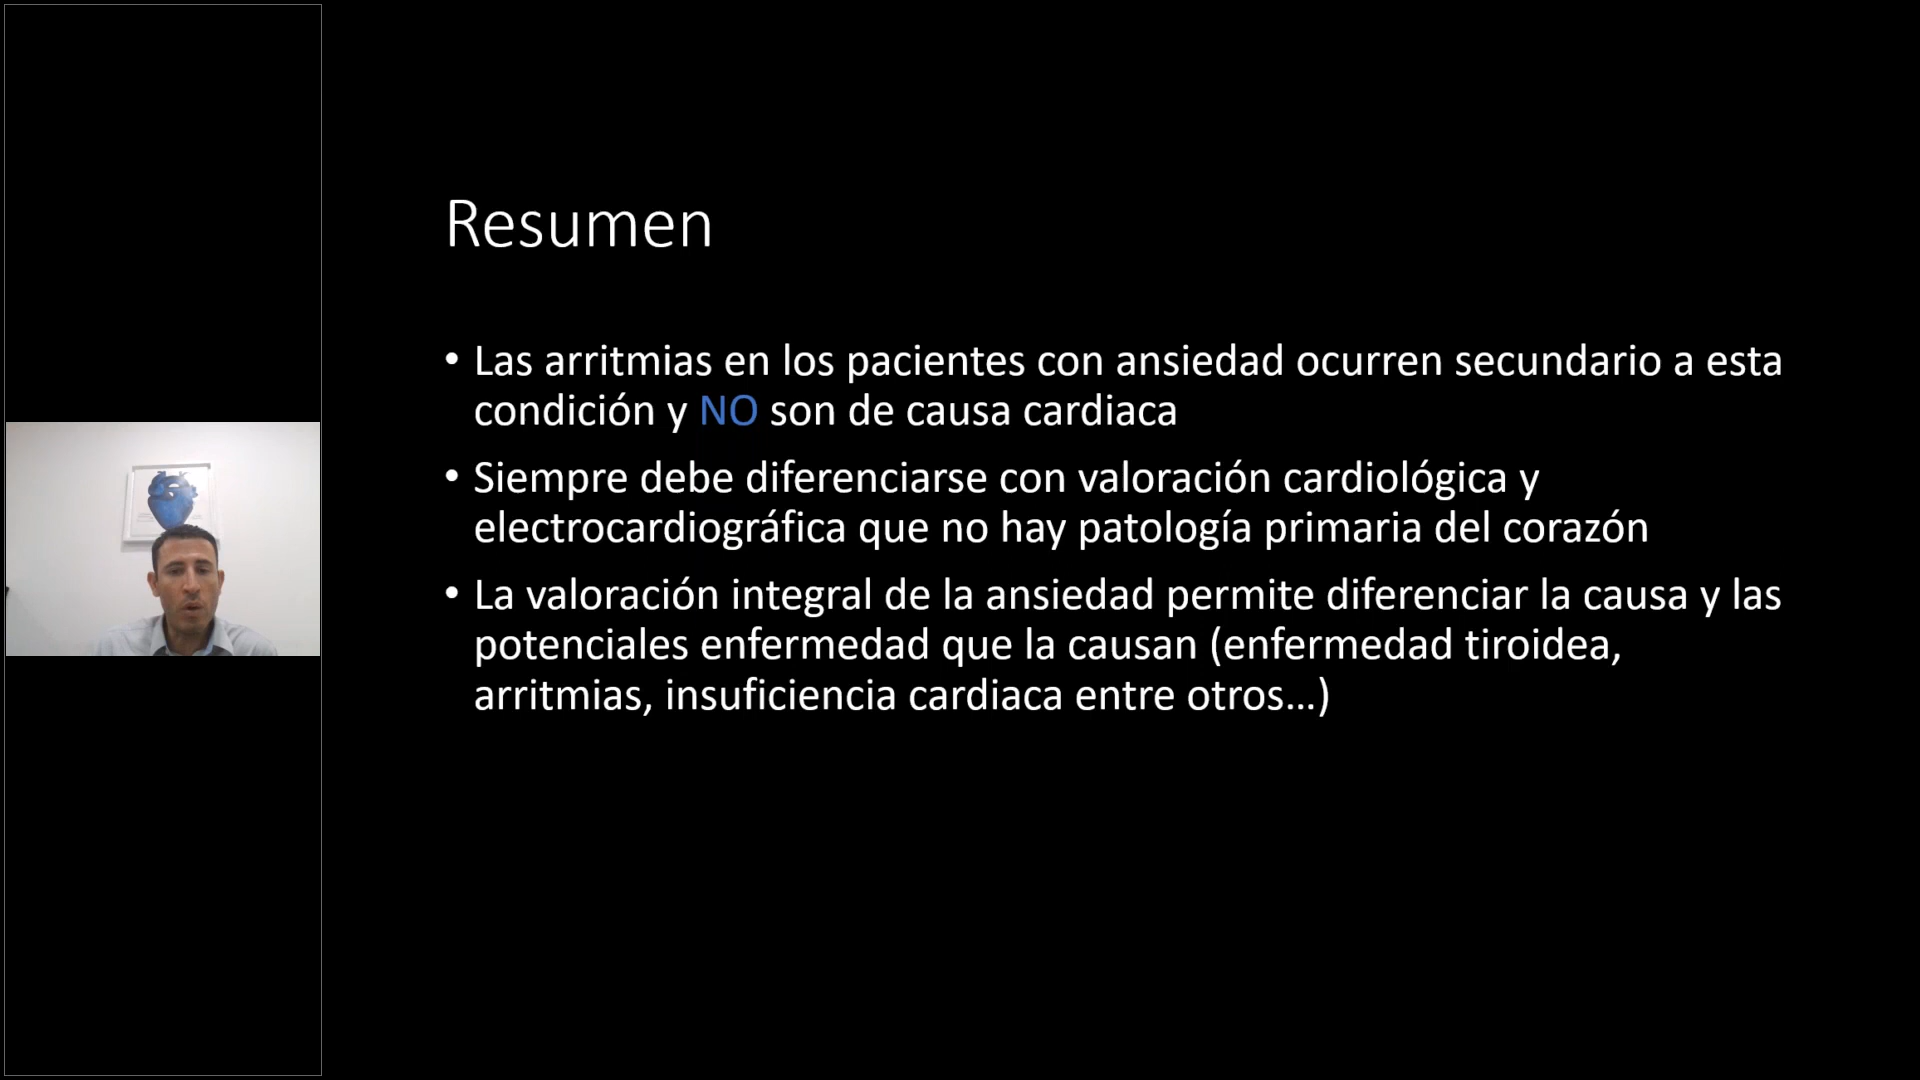 Resumen
• Las arritmias en los pacientes con ansiedad ocurren secundario a esta
condición y NO son de causa cardiaca
• Siempre debe diferenciarse con valoración cardiológica y
electrocardiográfica que no hay patología primaria del corazón
• La valoración integral de la ansiedad permite diferenciar la causa y las
potenciales enfermedad que la causan (enfermedad tiroidea,
arritmias, insuficiencia cardiaca entre otros...)